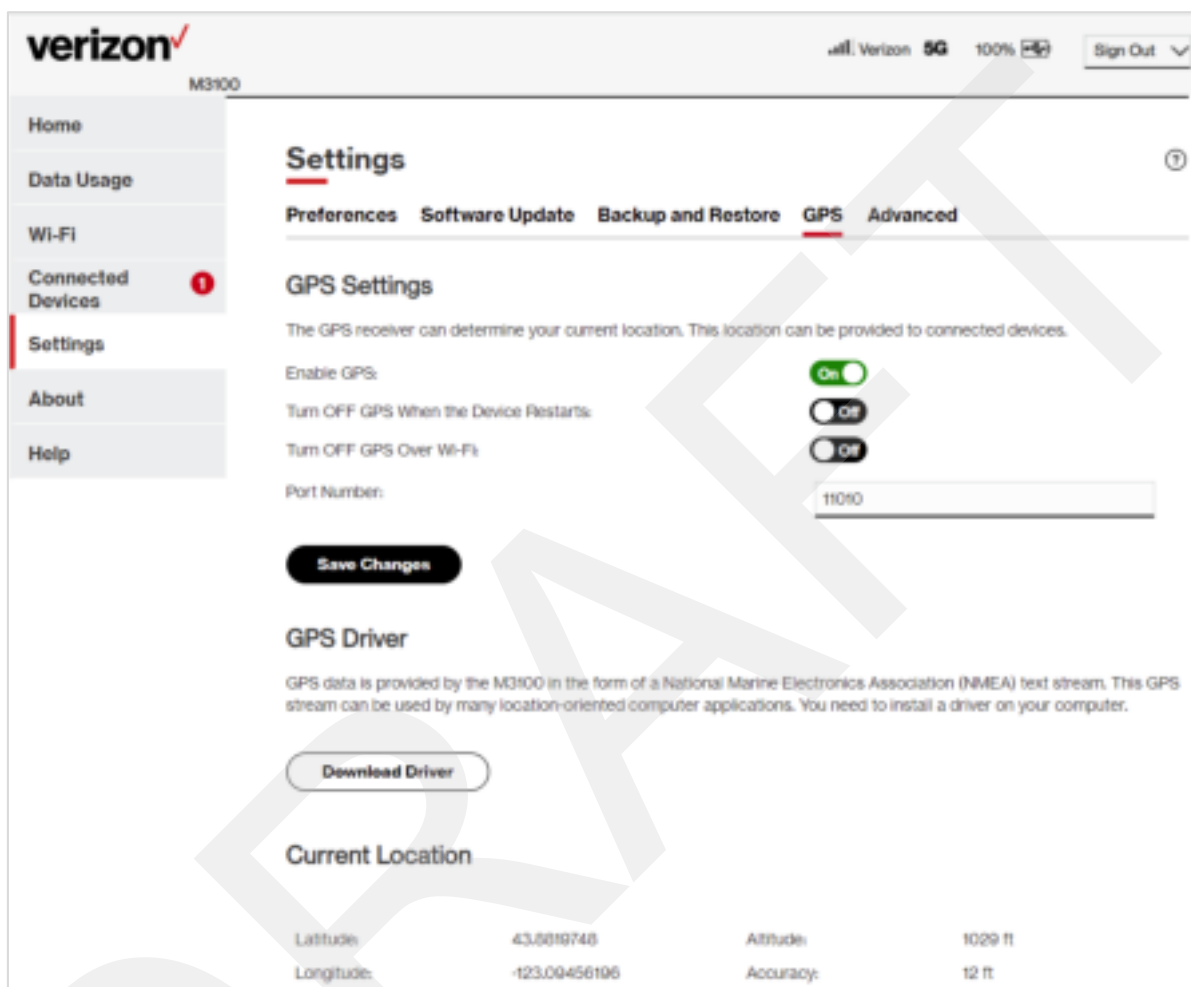 verizon
Verizon 5G 100% Sign Out
M3100
Home
Data Usage
Wi-Fi
Connected
Devices
1
Settings
About
Help
Settings
?
Preferences Software Update Backup and Restore GPS Advanced
GPS Settings
The GPS receiver can determine your current location. This location can be provided to connected devices.
Enable GPS: On
Turn OFF GPS When the Device Restarts: Off
Turn OFF GPS Over Wi-Fi: Off
Port Number: 11010
Save Changes
GPS Driver
GPS data is provided by the M3100 in the form of a National Marine Electronics Association (NMEA) text stream. This GPS
stream can be used by many location-oriented computer applications. You need to install a driver on your computer.
Download Driver
Current Location
Latitude: 43.8819748 Altitude: 1029 ft
Longitude: -123.09456196 Accuracy: 12 ft
DRAFT